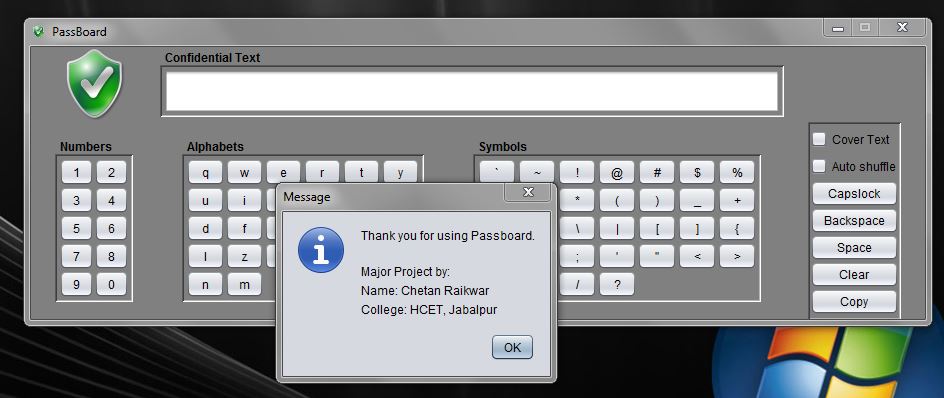 PassBoard
Confidential Text
Numbers
1 2
3 4
5 6
7 8
9 0
Alphabets
q w e r t y
u i
d f
l z
n m
Symbols
` ~ ! @ # $ %
* ( ) _ +
\ | [ ] {
; ' " < >
/ ?
Cover Text
Auto shuffle
Capslock
Backspace
Space
Clear
Copy
Message
Thank you for using Passboard.
Major Project by:
Name: Chetan Raikwar
College: HCET, Jabalpur
OK